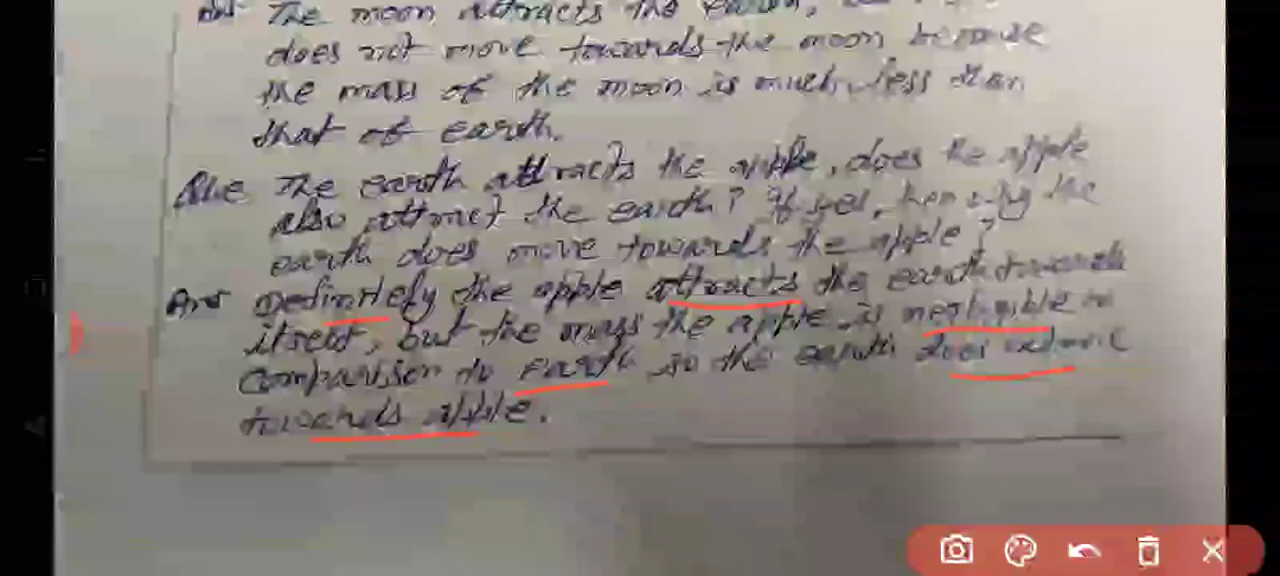 Ans The moon attracts the earth,
does not move towards the moon because
the mass of the moon is much less than
that of earth.
Que The earth attracts the apple, does the apple
also attract the earth? If yes, then why the
earth does move towards the apple?
Ans Definitely the apple attracts the earth towards
itself, but the mass the apple is negligible in
comparison to earth so the earth does not move
towards apple.